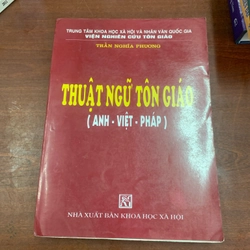 TRUNG TÂM KHOA HỌC XÃ HỘI VÀ NHÂN VĂN QUỐC GIA
VIỆN NGHIÊN CỨU TÔN GIÁO
TRẦN NGHĨA PHƯƠNG
THUẬT NGỮ TÔN GIÁO
( ANH - VIỆT - PHÁP )
NHÀ XUẤT BẢN KHOA HỌC XÃ HỘI